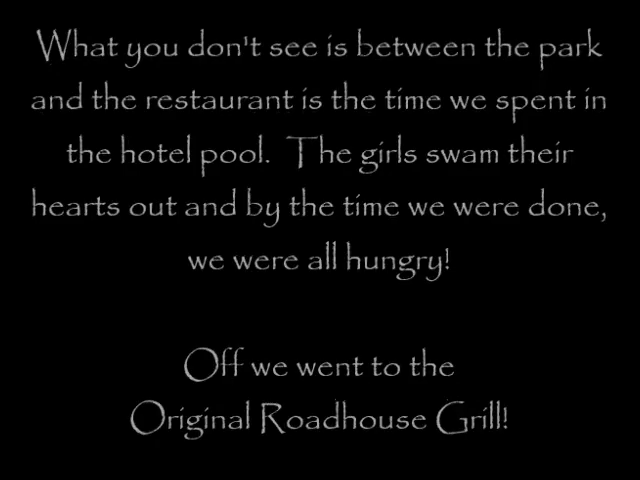 What you don't see is between the park
and the restaurant is the time we spent in
the hotel pool.  The girls swam their
hearts out and by the time we were done,
we were all hungry!
Off we went to the
Original Roadhouse Grill!